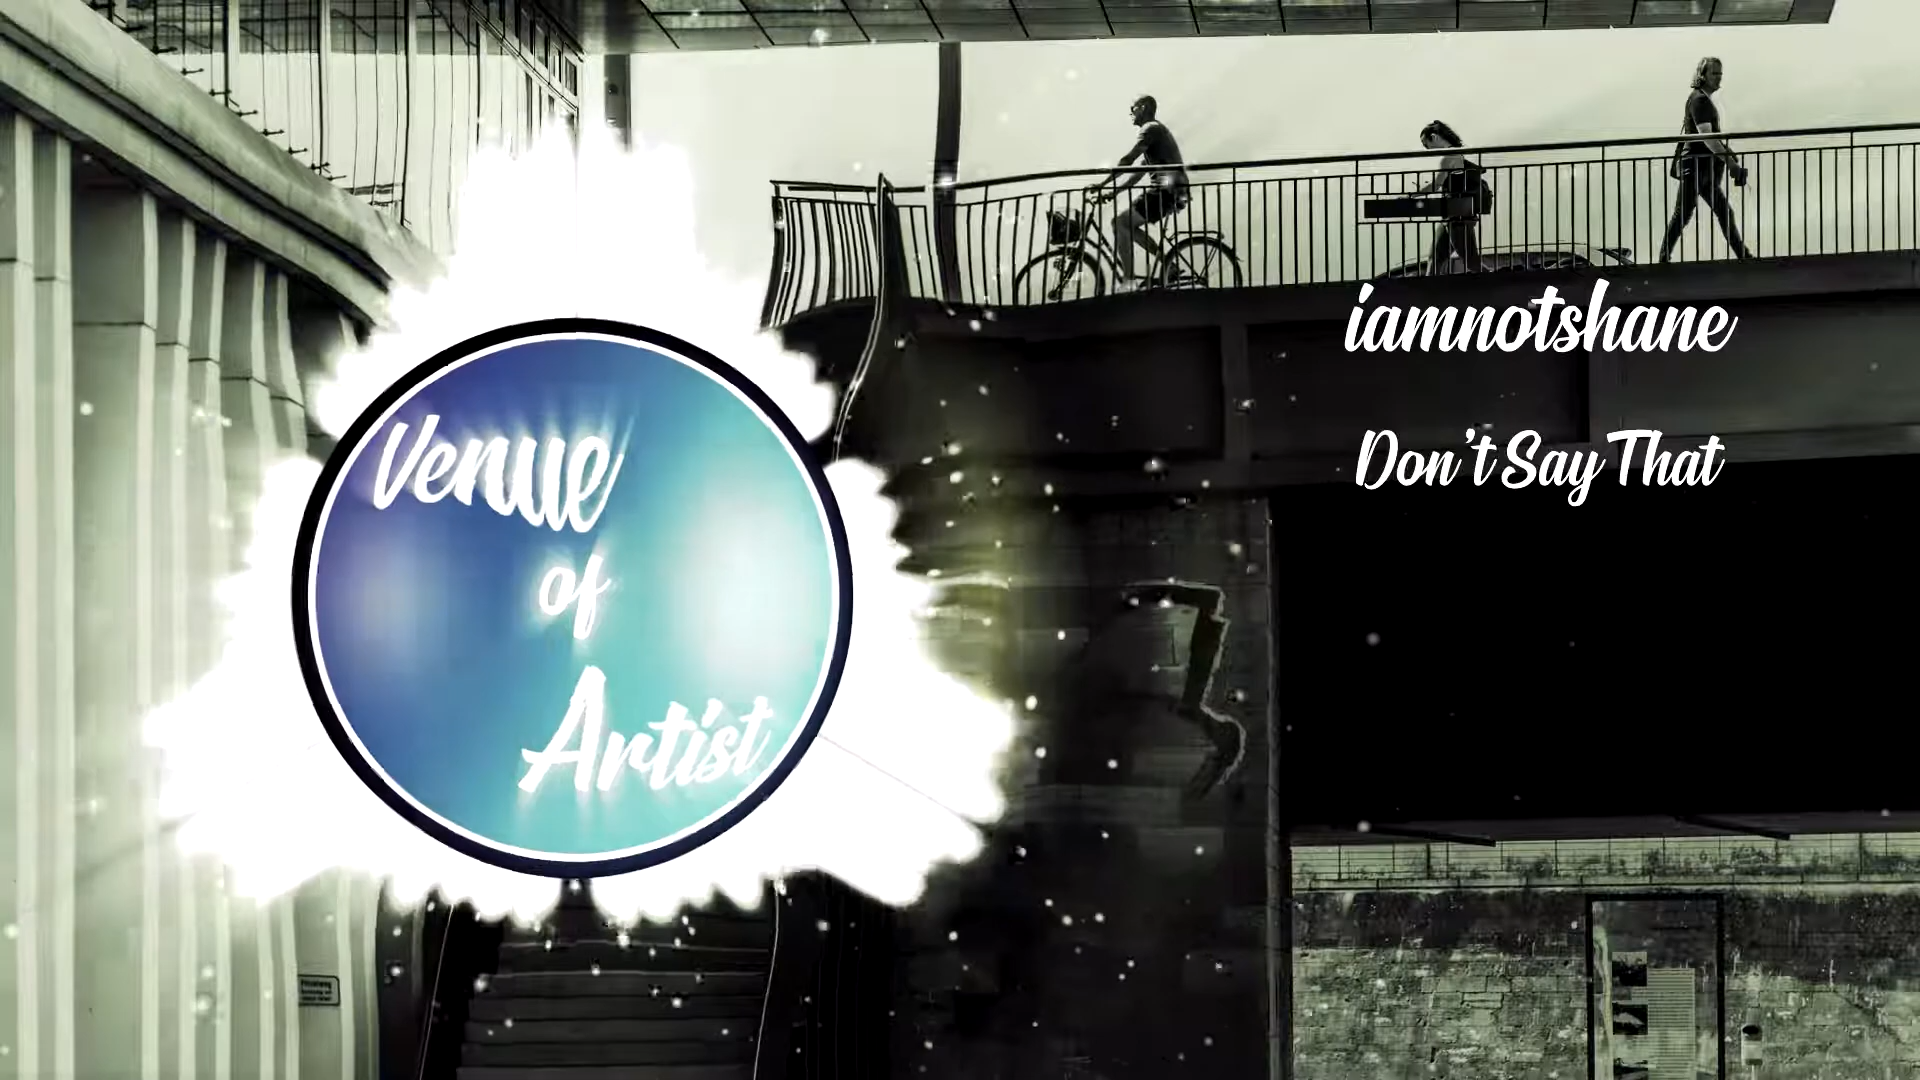 iamnotshane
Don't Say That
Venue
of
Artist